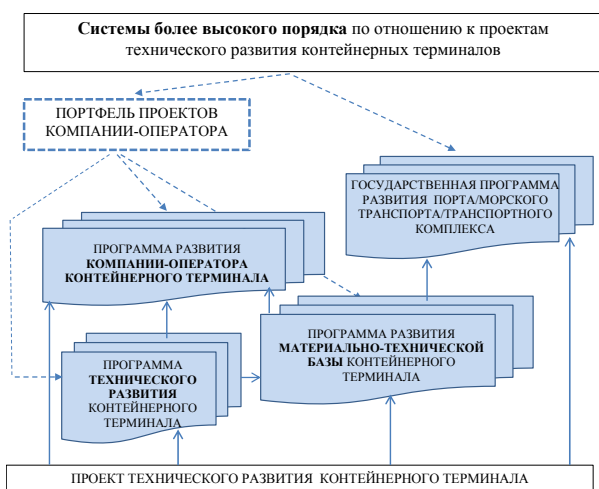 Системы более высокого порядка по отношению к проектам
технического развития контейнерных терминалов
ПОРТФЕЛЬ ПРОЕКТОВ
КОМПАНИИ-ОПЕРАТОРА
ГОСУДАРСТВЕННАЯ ПРОГРАММА
РАЗВИТИЯ ПОРТА/МОРСКОГО
ТРАНСПОРТА/ТРАНСПОРТНОГО
КОМПЛЕКСА
ПРОГРАММА РАЗВИТИЯ
КОМПАНИИ-ОПЕРАТОРА
КОНТЕЙНЕРНОГО ТЕРМИНАЛА
ПРОГРАММА РАЗВИТИЯ
МАТЕРИАЛЬНО-ТЕХНИЧЕСКОЙ
БАЗЫ КОНТЕЙНЕРНОГО
ТЕРМИНАЛА
ПРОГРАММА
ТЕХНИЧЕСКОГО
РАЗВИТИЯ
КОНТЕЙНЕРНОГО
ТЕРМИНАЛА
ПРОЕКТ ТЕХНИЧЕСКОГО РАЗВИТИЯ КОНТЕЙНЕРНОГО ТЕРМИНАЛА